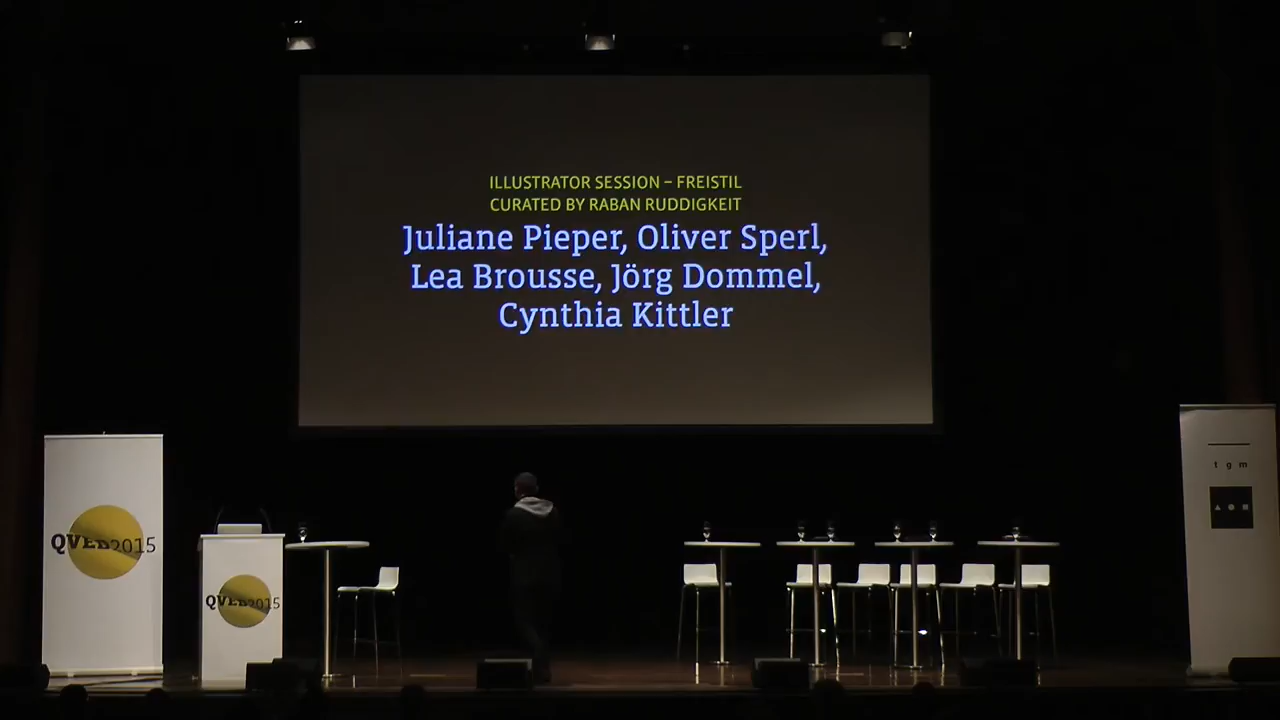 ILLUSTRATOR SESSION – FREISTIL
CURATED BY RABAN RUDDIGKEIT
Juliane Pieper, Oliver Sperl,
Lea Brousse, Jörg Dommel,
Cynthia Kittler
QVED2015
QVED2015
t g m